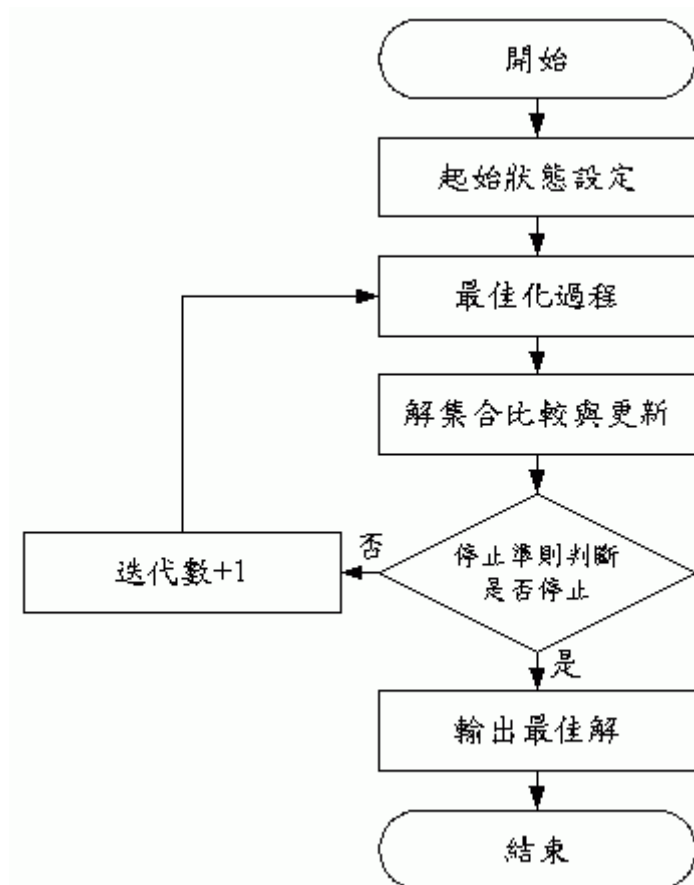 開始
起始狀態設定
最佳化過程
解集合比較與更新
停止準則判斷
是否停止
否
迭代數+1
是
輸出最佳解
結束